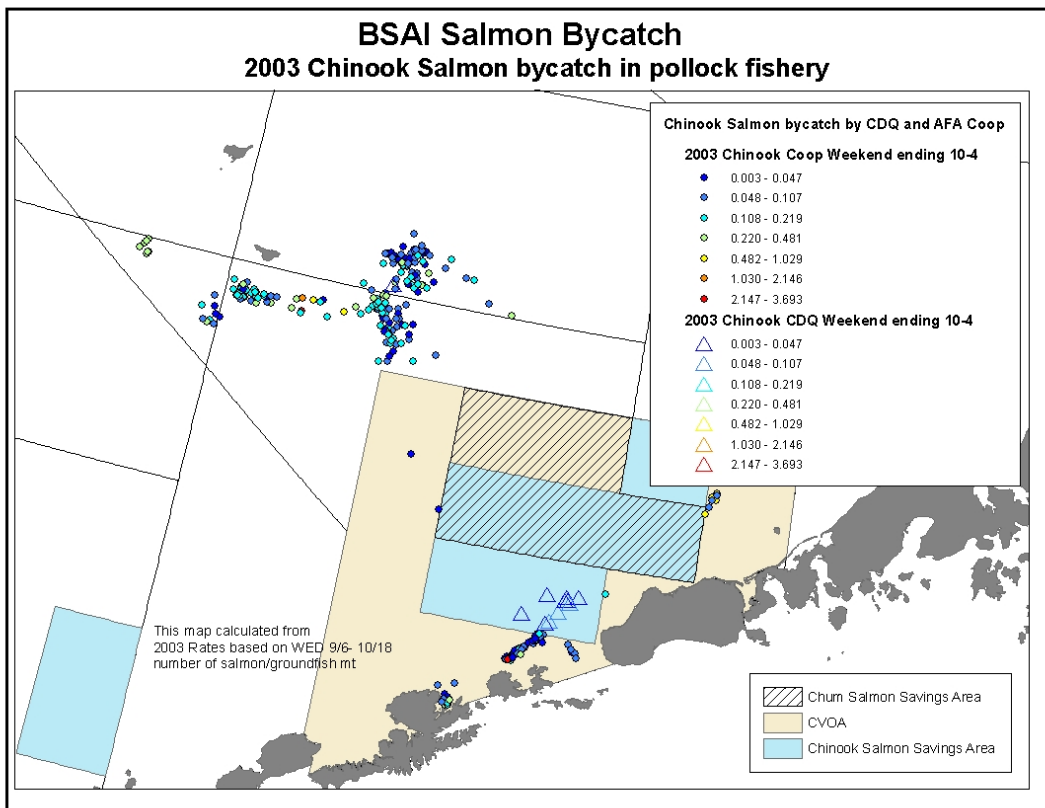 BSAI Salmon Bycatch
2003 Chinook Salmon bycatch in pollock fishery
Chinook Salmon bycatch by CDQ and AFA Coop
2003 Chinook Coop Weekend ending 10-4
0.003 - 0.047
0.048 - 0.107
0.108 - 0.219
0.220 - 0.481
0.482 - 1.029
1.030 - 2.146
2.147 - 3.693
2003 Chinook CDQ Weekend ending 10-4
0.003 - 0.047
0.048 - 0.107
0.108 - 0.219
0.220 - 0.481
0.482 - 1.029
1.030 - 2.146
2.147 - 3.693
This map calculated from
2003 Rates based on WED 9/6- 10/18
number of salmon/groundfish mt
Chum Salmon Savings Area
CVOA
Chinook Salmon Savings Area